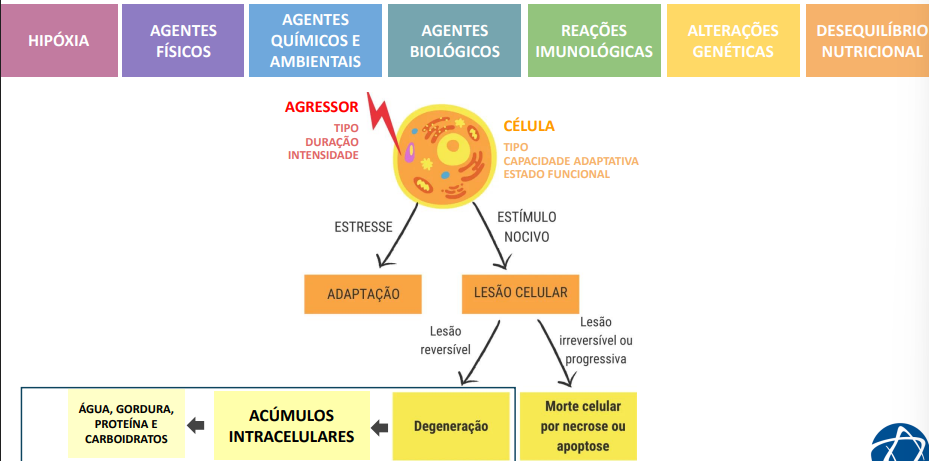 HIPÓXIA
AGENTES
FÍSICOS
AGENTES
QUÍMICOS E
AMBIENTAIS
AGENTES
BIOLÓGICOS
REAÇÕES
IMUNOLÓGICAS
ALTERAÇÕES
GENÉTICAS
DESEQUILÍBRIO
NUTRICIONAL
AGRESSOR
TIPO
DURAÇÃO
INTENSIDADE
CÉLULA
TIPO
CAPACIDADE ADAPTATIVA
ESTADO FUNCIONAL
ESTRESSE
ESTÍMULO
NOCIVO
ADAPTAÇÃO
LESÃO CELULAR
Lesão
reversível
Lesão
irreversível ou
progressiva
ÁGUA, GORDURA,
PROTEÍNA E
CARBOIDRATOS
ACÚMULOS
INTRACELULARES
Degeneração
Morte celular
por necrose ou
apoptose